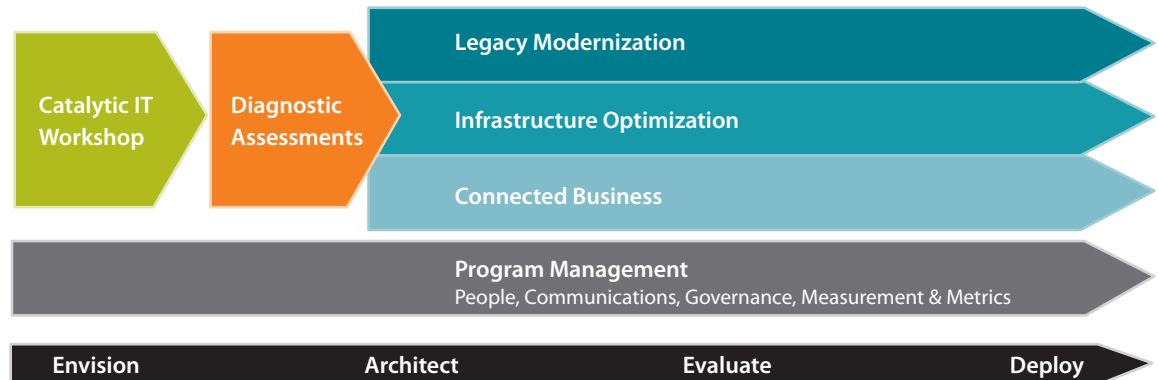 Catalytic IT
Workshop
Diagnostic
Assessments
Legacy Modernization
Infrastructure Optimization
Connected Business
Program Management
People, Communications, Governance, Measurement & Metrics
Envision Architect Evaluate Deploy